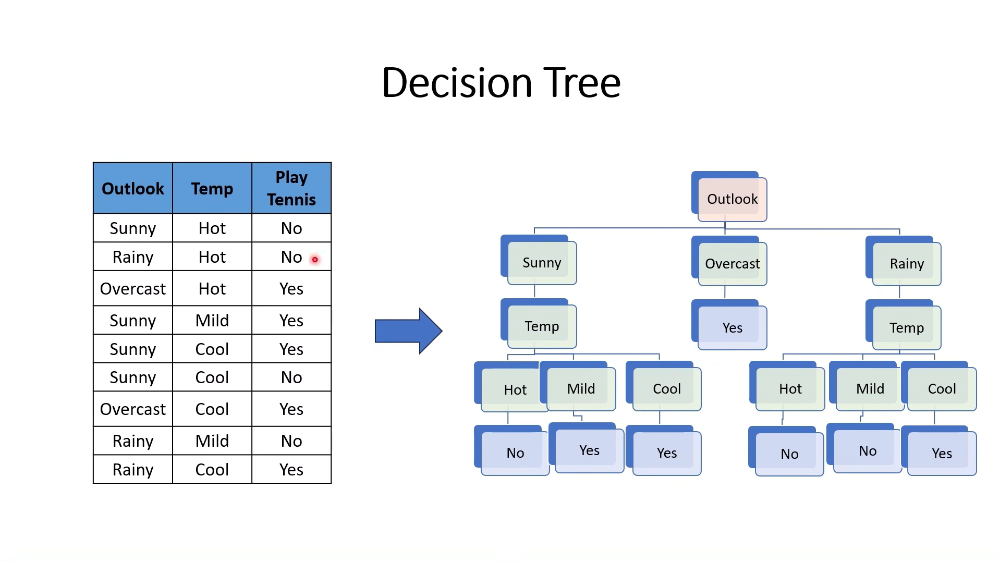 Decision Tree
Outlook Temp Play
Tennis
Sunny Hot No
Rainy Hot No
Overcast Hot Yes
Sunny Mild Yes
Sunny Cool Yes
Sunny Cool No
Overcast Cool Yes
Rainy Mild No
Rainy Cool Yes
Outlook
Sunny Overcast Rainy
Temp Yes Temp
Hot Mild Cool Hot Mild Cool
No Yes Yes No No Yes